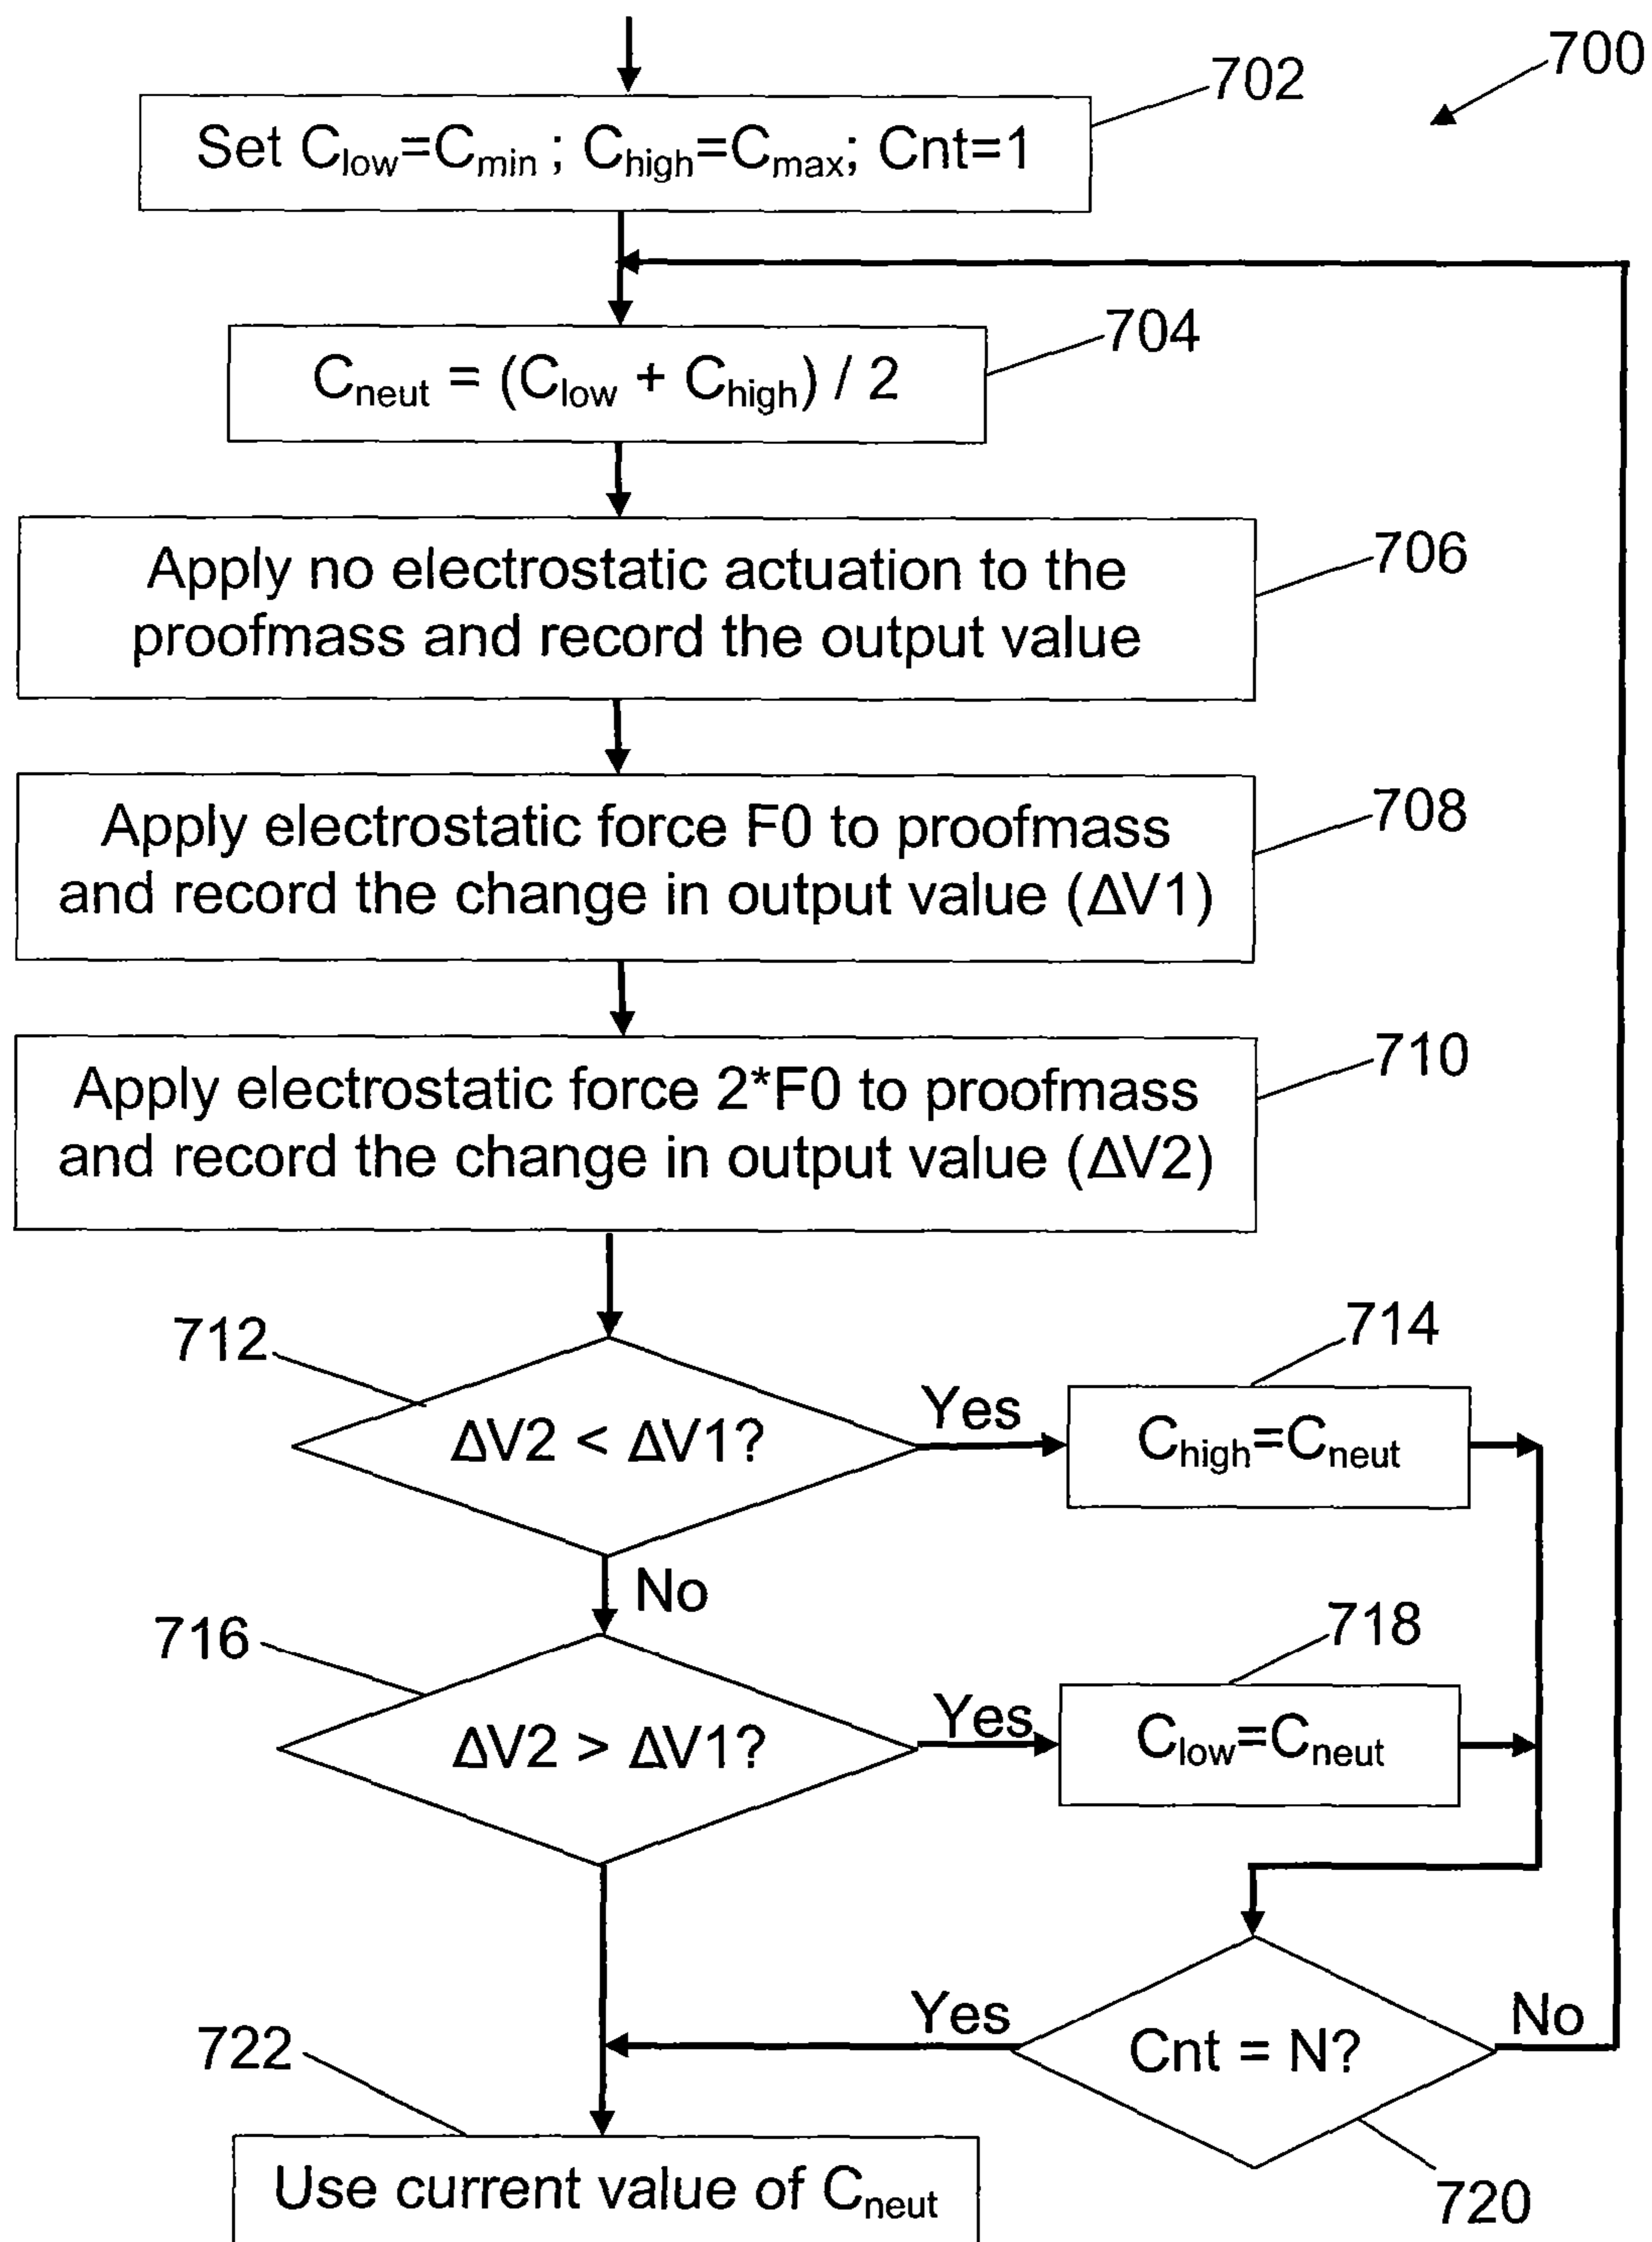 700
702
Set Clow=Cmin ; Chigh=Cmax; Cnt=1
704
Cneut = (Clow + Chigh) / 2
706
Apply no electrostatic actuation to the
proofmass and record the output value
708
Apply electrostatic force F0 to proofmass
and record the change in output value (ΔV1)
710
Apply electrostatic force 2*F0 to proofmass
and record the change in output value (ΔV2)
712
ΔV2 < ΔV1?
Yes
714
Chigh=Cneut
No
716
ΔV2 > ΔV1?
Yes
718
Clow=Cneut
Yes
Cnt = N?
No
720
722
Use current value of Cneut